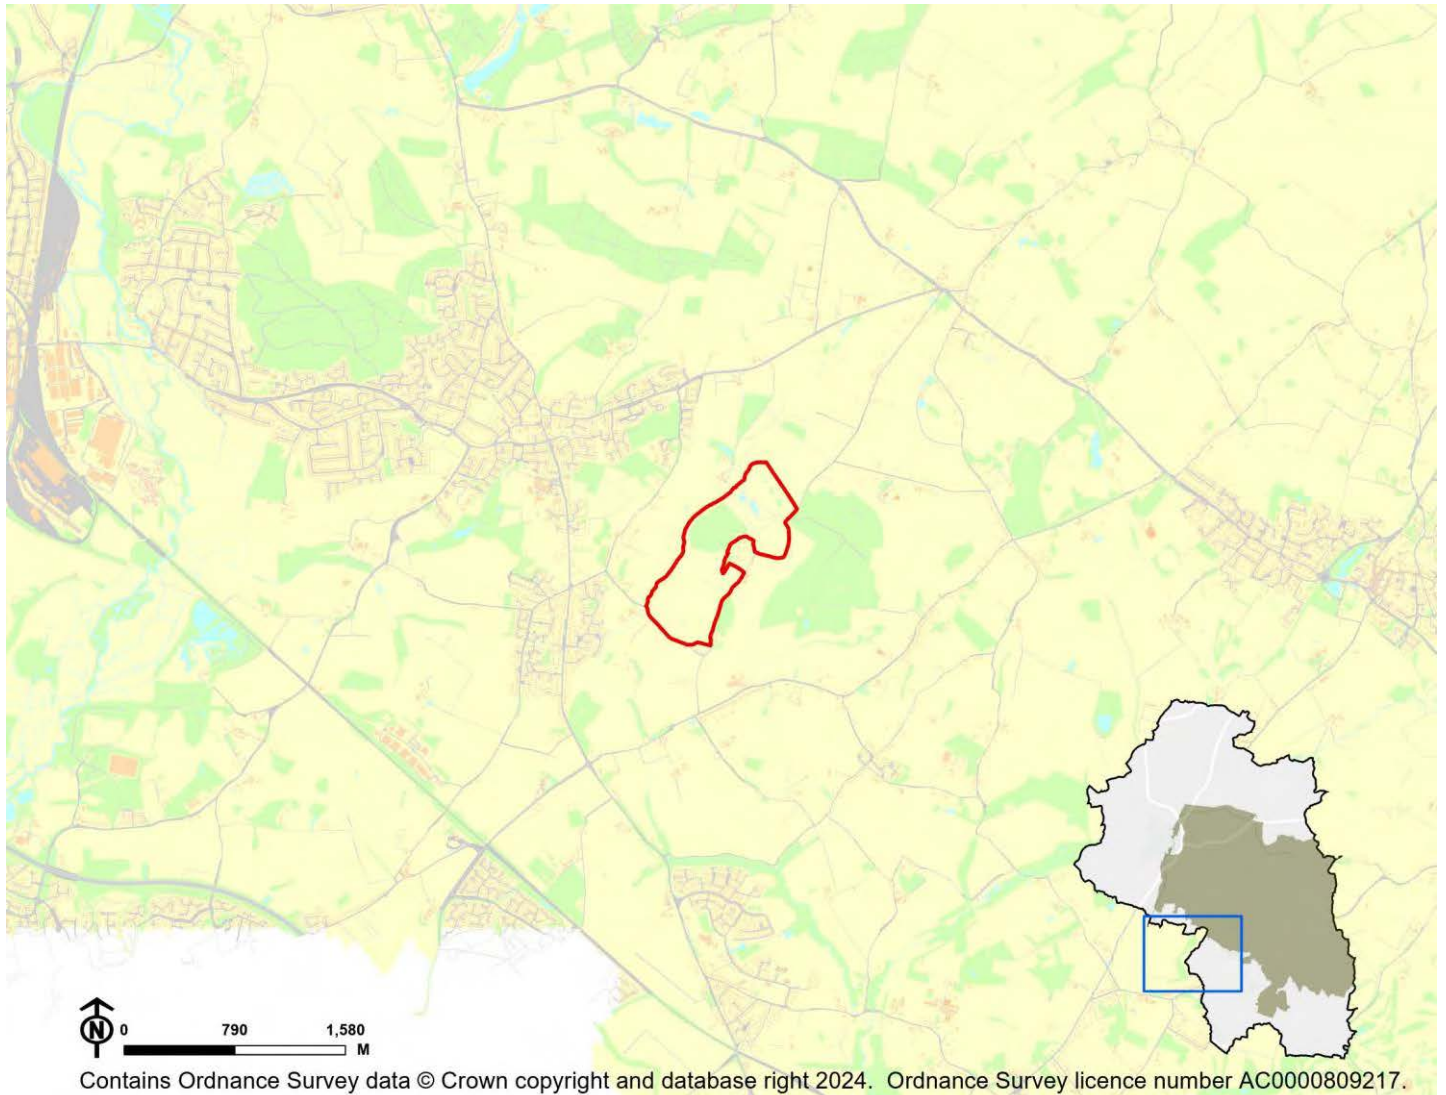 N
0 790 1,580
M
Contains Ordnance Survey data © Crown copyright and database right 2024. Ordnance Survey licence number AC0000809217.